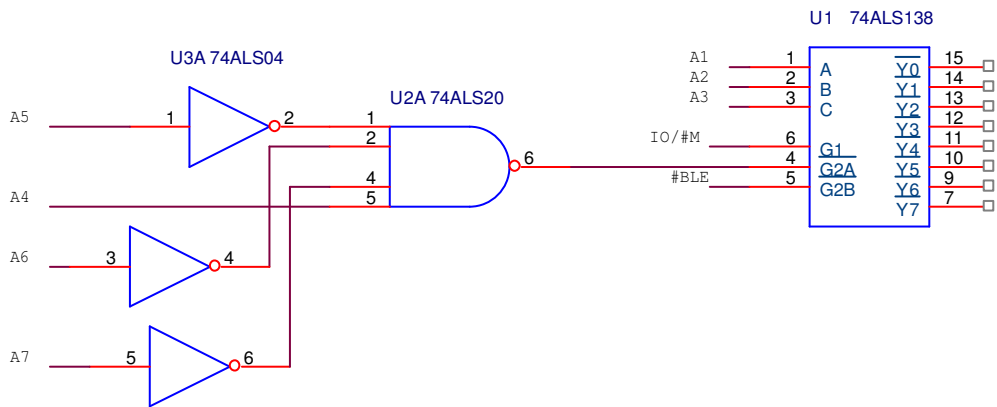 U1 74ALS138
U3A 74ALS04
A1 1 A Y0 15
A2 2 B Y1 14
A3 3 C Y2 13
Y3 12
U2A 74ALS20
A5 1 2 1
2
IO/#M 6 G1 Y4 11
6 4 G2A Y5 10
#BLE 5 G2B Y6 9
Y7 7
4
A4 5
A6 3 4
A7 5 6